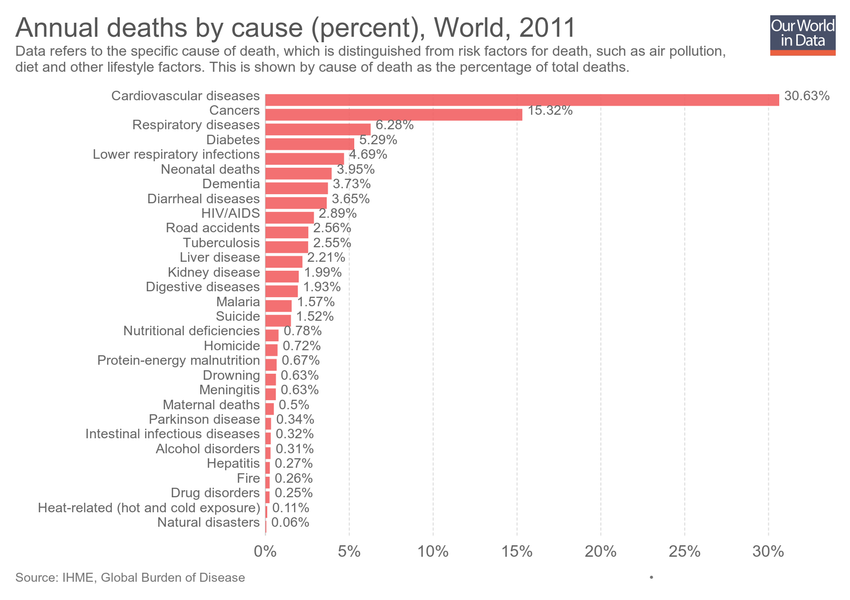 Annual deaths by cause (percent), World, 2011
Our World
in Data
Data refers to the specific cause of death, which is distinguished from risk factors for death, such as air pollution,
diet and other lifestyle factors. This is shown by cause of death as the percentage of total deaths.
Cardiovascular diseases 30.63%
Cancers 15.32%
Respiratory diseases 6.28%
Diabetes 5.29%
Lower respiratory infections 4.69%
Neonatal deaths 3.95%
Dementia 3.73%
Diarrheal diseases 3.65%
HIV/AIDS 2.89%
Road accidents 2.56%
Tuberculosis 2.55%
Liver disease 2.21%
Kidney disease 1.99%
Digestive diseases 1.93%
Malaria 1.57%
Suicide 1.52%
Nutritional deficiencies 0.78%
Homicide 0.72%
Protein-energy malnutrition 0.67%
Drowning 0.63%
Meningitis 0.63%
Maternal deaths 0.5%
Parkinson disease 0.34%
Intestinal infectious diseases 0.32%
Alcohol disorders 0.31%
Hepatitis 0.27%
Fire 0.26%
Drug disorders 0.25%
Heat-related (hot and cold exposure) 0.11%
Natural disasters 0.06%
0% 5% 10% 15% 20% 25% 30%
Source: IHME, Global Burden of Disease